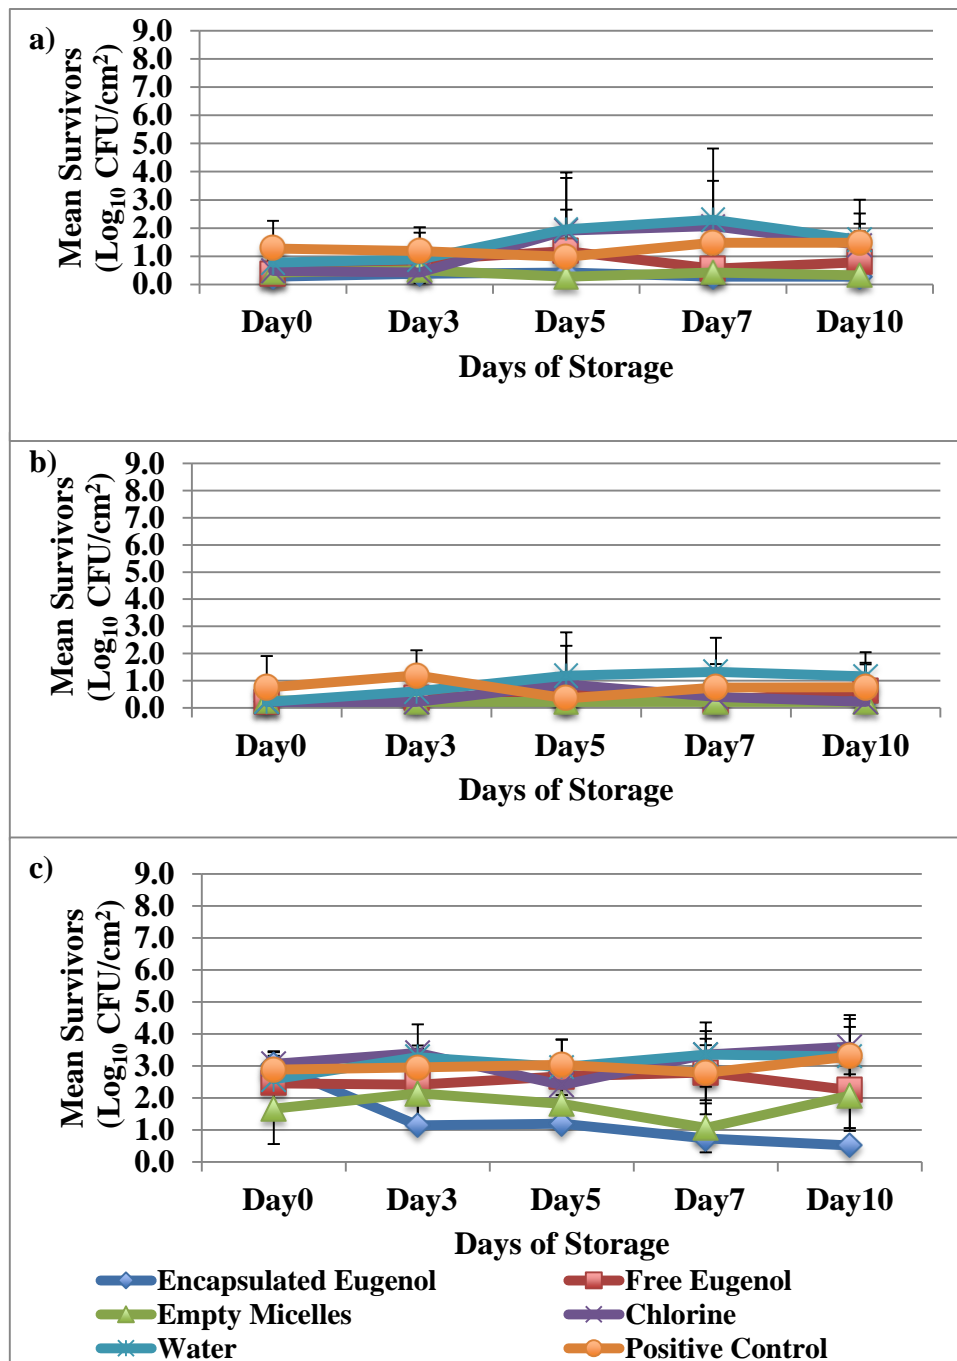 a)
Mean Survivors
(Log₁₀ CFU/cm²)
9.0
8.0
7.0
6.0
5.0
4.0
3.0
2.0
1.0
0.0
Day0 Day3 Day5 Day7 Day10
Days of Storage
b)
Mean Survivors
(Log₁₀ CFU/cm²)
9.0
8.0
7.0
6.0
5.0
4.0
3.0
2.0
1.0
0.0
Day0 Day3 Day5 Day7 Day10
Days of Storage
c)
Mean Survivors
(Log₁₀ CFU/cm²)
9.0
8.0
7.0
6.0
5.0
4.0
3.0
2.0
1.0
0.0
Day0 Day3 Day5 Day7 Day10
Days of Storage
Encapsulated Eugenol Free Eugenol
Empty Micelles Chlorine
Water Positive Control